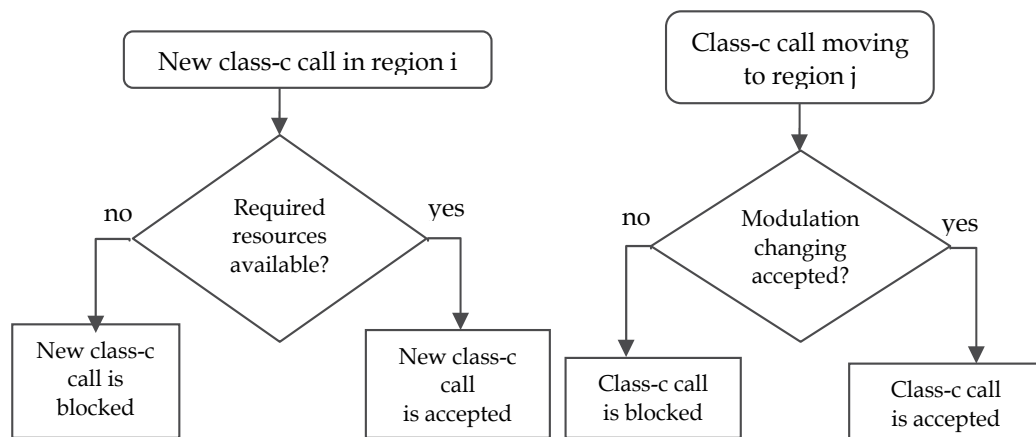 New class-c call in region i
no
Required
resources
available?
yes
New class-c
call is
blocked
New class-c
call
is accepted
Class-c call moving
to region j
no
Modulation
changing
accepted?
yes
Class-c call
is blocked
Class-c call
is accepted